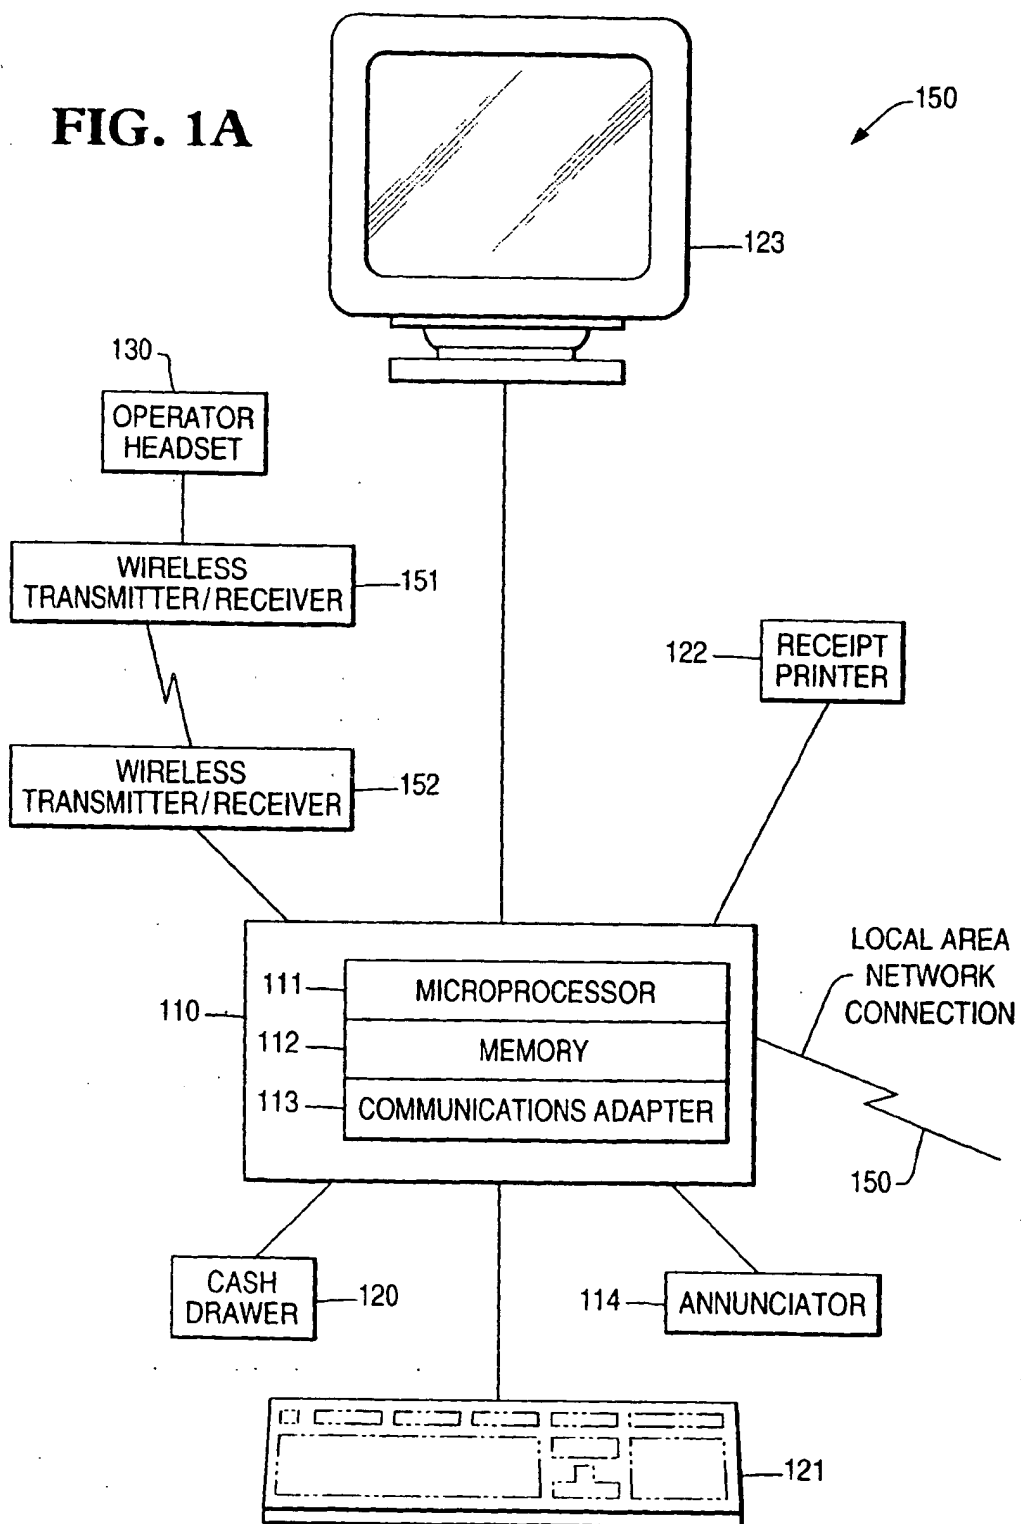 FIG. 1A
150
123
130
OPERATOR
HEADSET
WIRELESS
TRANSMITTER/RECEIVER
151
122
RECEIPT
PRINTER
WIRELESS
TRANSMITTER/RECEIVER
152
LOCAL AREA
NETWORK
CONNECTION
110
111
MICROPROCESSOR
112
MEMORY
113
COMMUNICATIONS ADAPTER
150
CASH
DRAWER
120
114
ANNUNCIATOR
121